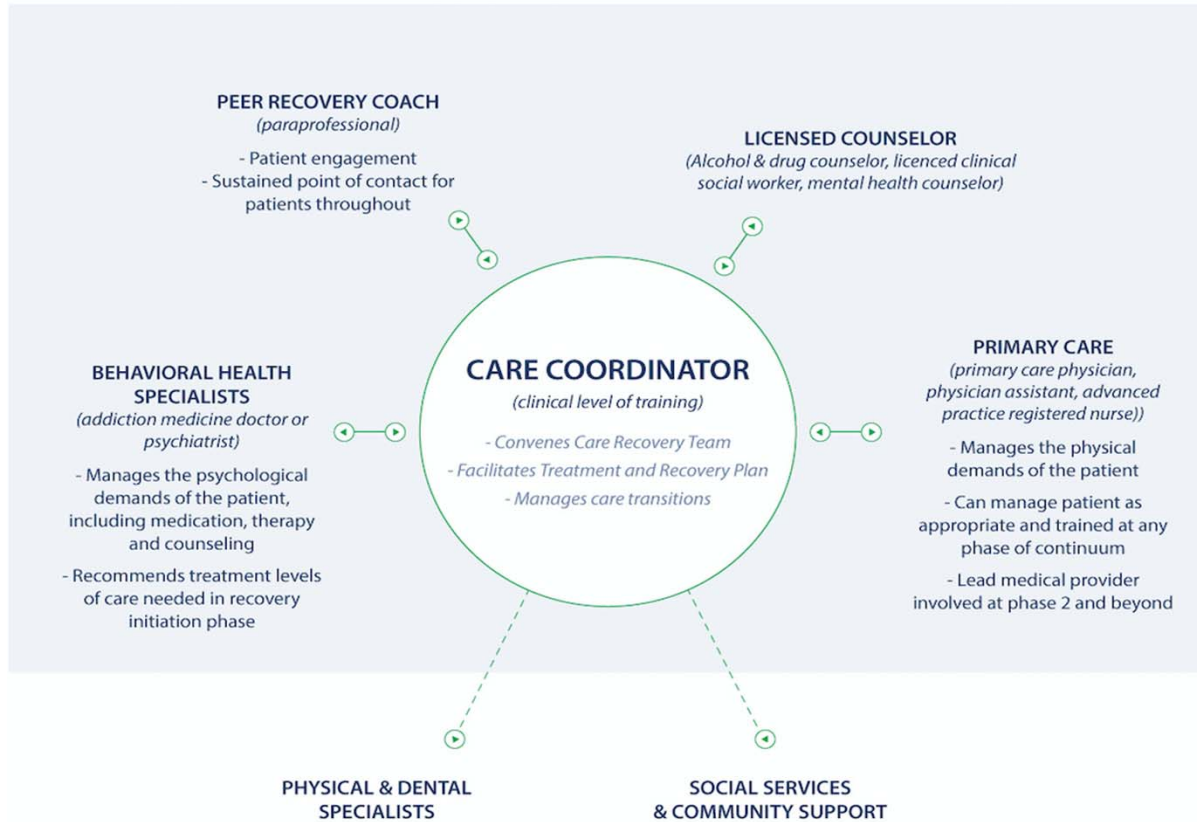 PEER RECOVERY COACH
(paraprofessional)
- Patient engagement
- Sustained point of contact for
patients throughout
LICENSED COUNSELOR
(Alcohol & drug counselor, licenced clinical
social worker, mental health counselor)
BEHAVIORAL HEALTH
SPECIALISTS
(addiction medicine doctor or
psychiatrist)
- Manages the psychological
demands of the patient,
including medication, therapy
and counseling
- Recommends treatment levels
of care needed in recovery
initiation phase
CARE COORDINATOR
(clinical level of training)
- Convenes Care Recovery Team
- Facilitates Treatment and Recovery Plan
- Manages care transitions
PRIMARY CARE
(primary care physician,
physician assistant, advanced
practice registered nurse))
- Manages the physical
demands of the patient
- Can manage patient as
appropriate and trained at any
phase of continuum
- Lead medical provider
involved at phase 2 and beyond
PHYSICAL & DENTAL
SPECIALISTS
SOCIAL SERVICES
& COMMUNITY SUPPORT